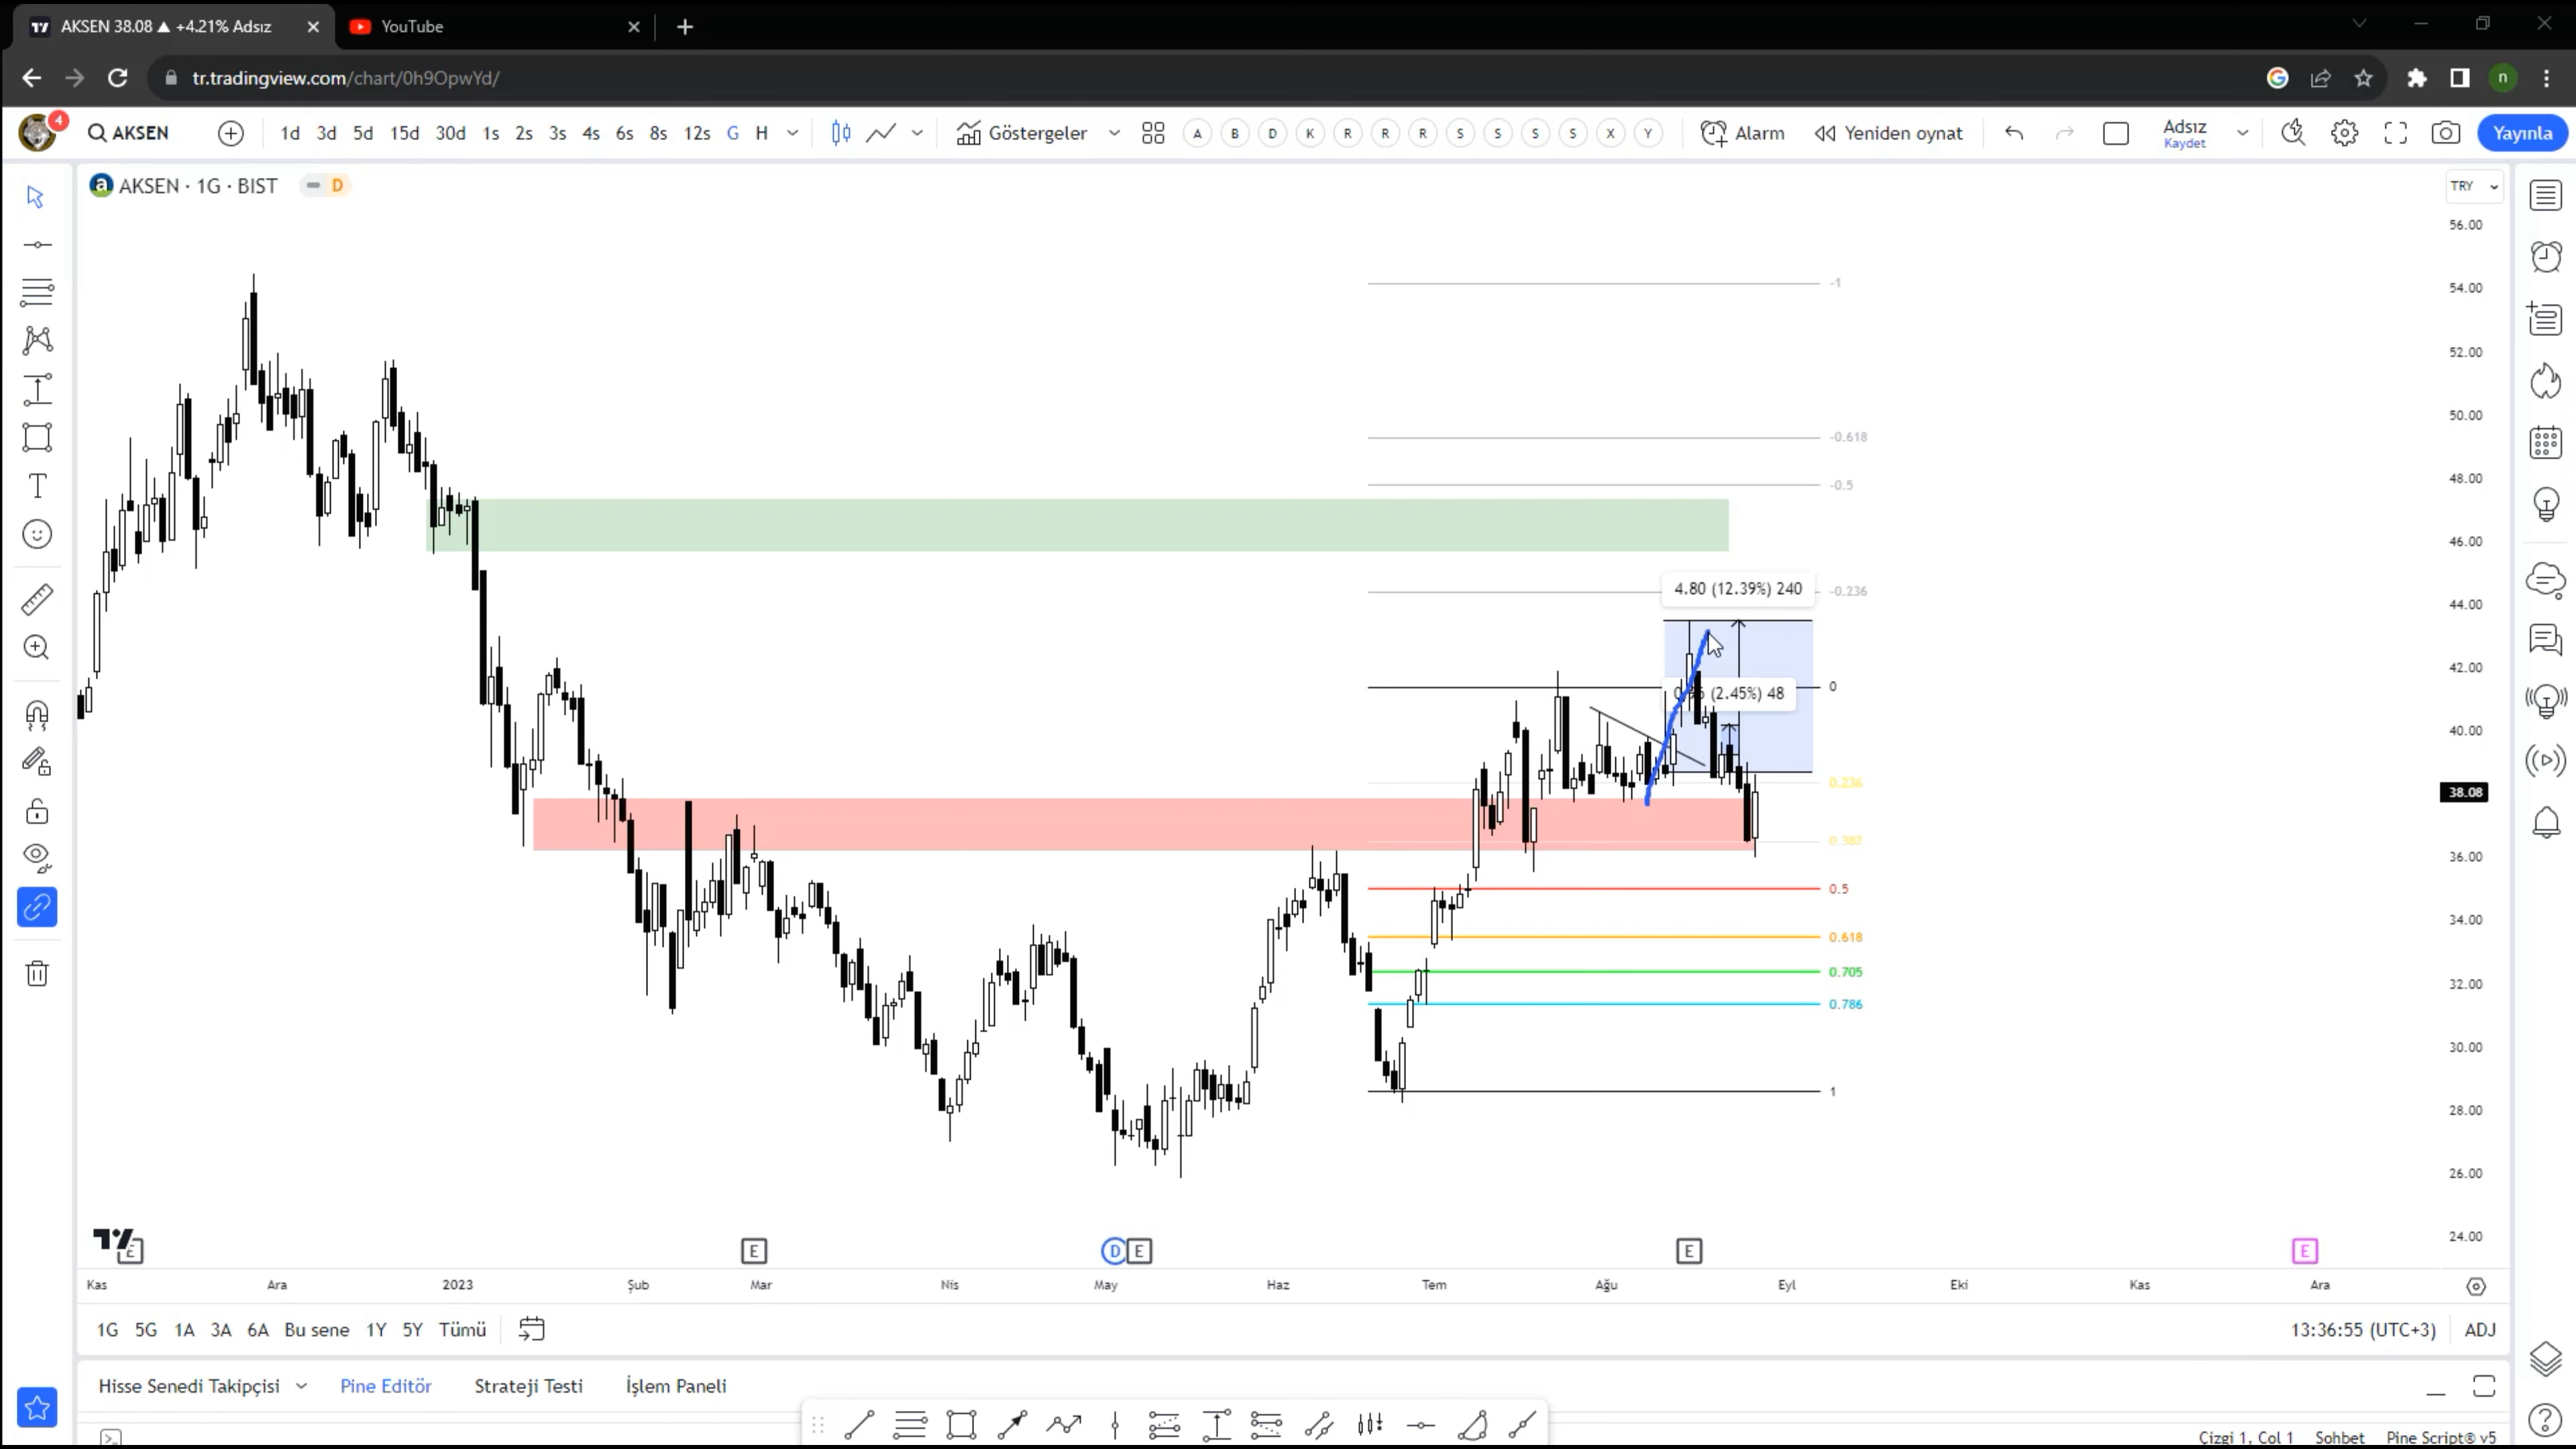 AKSEN 38.08 ▲ +4.21% Adsız
YouTube
tr.tradingview.com/chart/0h9OpwYd/
n
4
AKSEN
1d 3d 5d 15d 30d 1s 2s 3s 4s 6s 8s 12s G H
Göstergeler
A B D K R R R S S S S X Y
Alarm
Yeniden oynat
Adsız
Kaydet
Yayınla
AKSEN · 1G · BIST
D
TRY
56.00
54.00
52.00
50.00
48.00
46.00
44.00
42.00
40.00
38.08
36.00
34.00
32.00
30.00
28.00
26.00
24.00
-1
-0.618
-0.5
-0.236
0
0.236
0.382
0.5
0.618
0.705
0.786
1
4.80 (12.39%) 240
(2.45%) 48
E
E
D E
E
E
Kas Ara 2023 Şub Mar Nis May Haz Tem Ağu Eyl Eki Kas Ara
1G 5G 1A 3A 6A Bu sene 1Y 5Y Tümü
13:36:55 (UTC+3) ADJ
Hisse Senedi Takipçisi Pine Editör Strateji Testi İşlem Paneli
Çizgi 1, Col 1 Sohbet Pine Script® v5